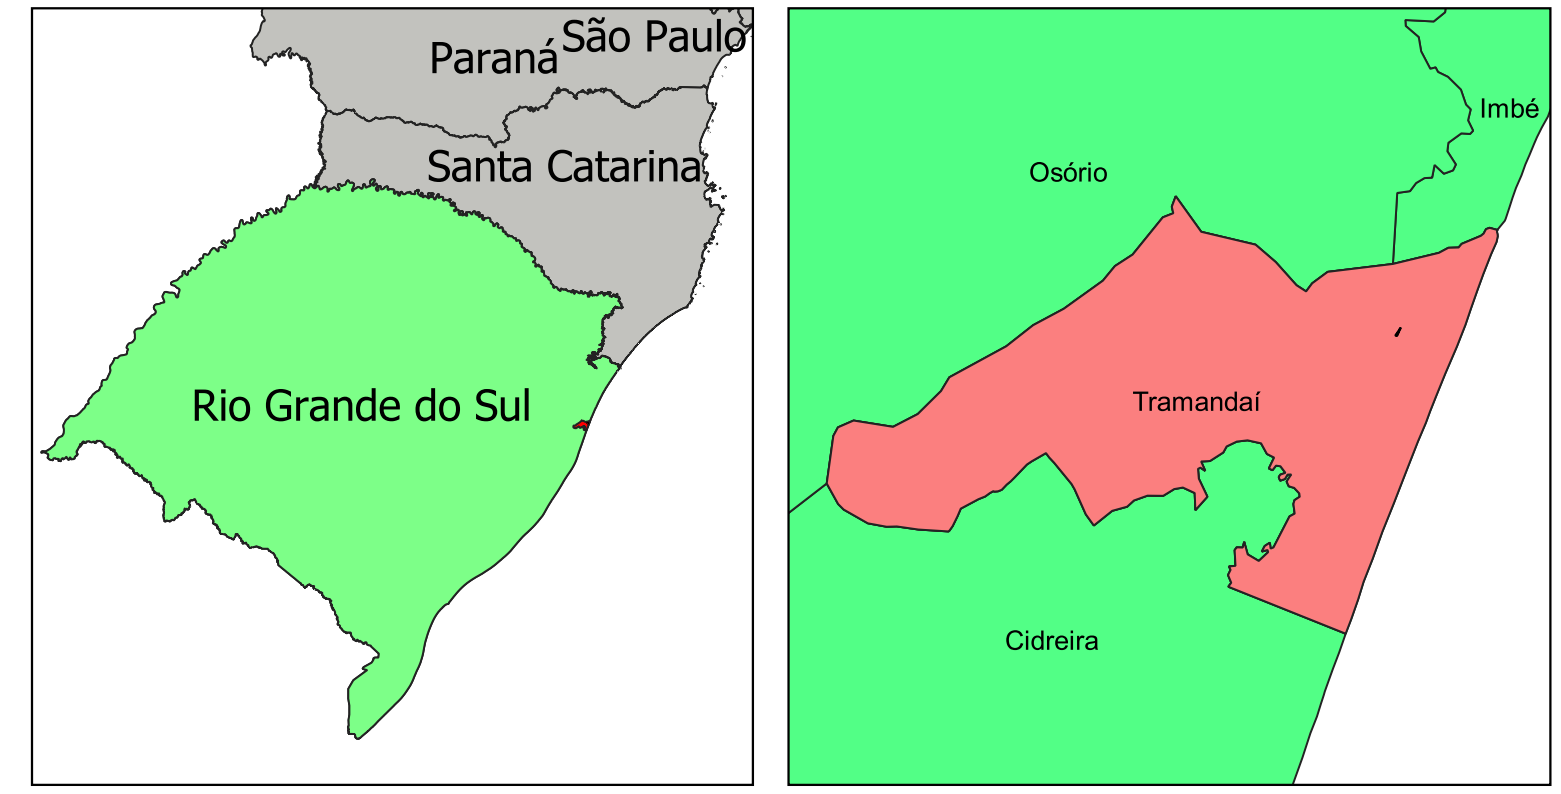 São Paulo
Paraná
Santa Catarina
Rio Grande do Sul
Imbé
Osório
Tramandaí
Cidreira